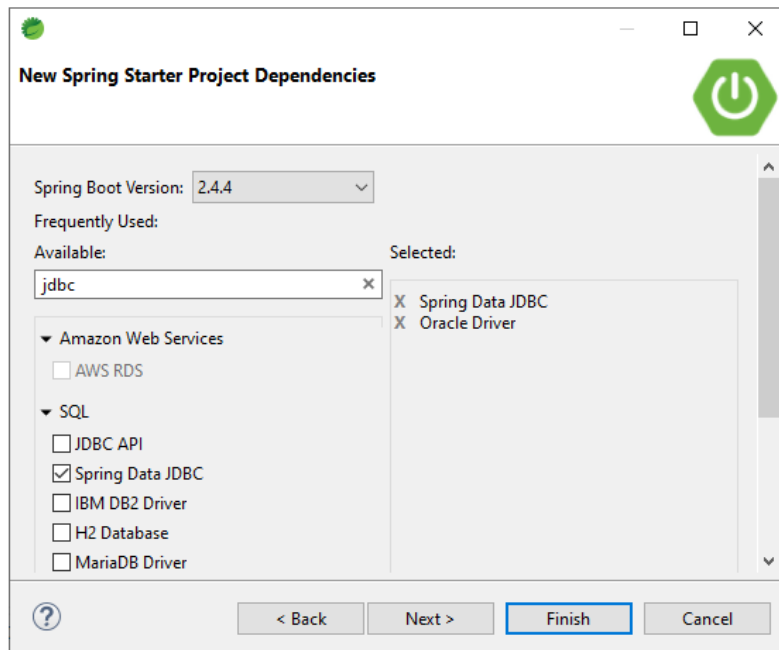 New Spring Starter Project Dependencies
Spring Boot Version: 2.4.4
Frequently Used:
Available:
Selected:
jdbc
Amazon Web Services
AWS RDS
SQL
JDBC API
Spring Data JDBC
IBM DB2 Driver
H2 Database
MariaDB Driver
X Spring Data JDBC
X Oracle Driver
?
< Back
Next >
Finish
Cancel